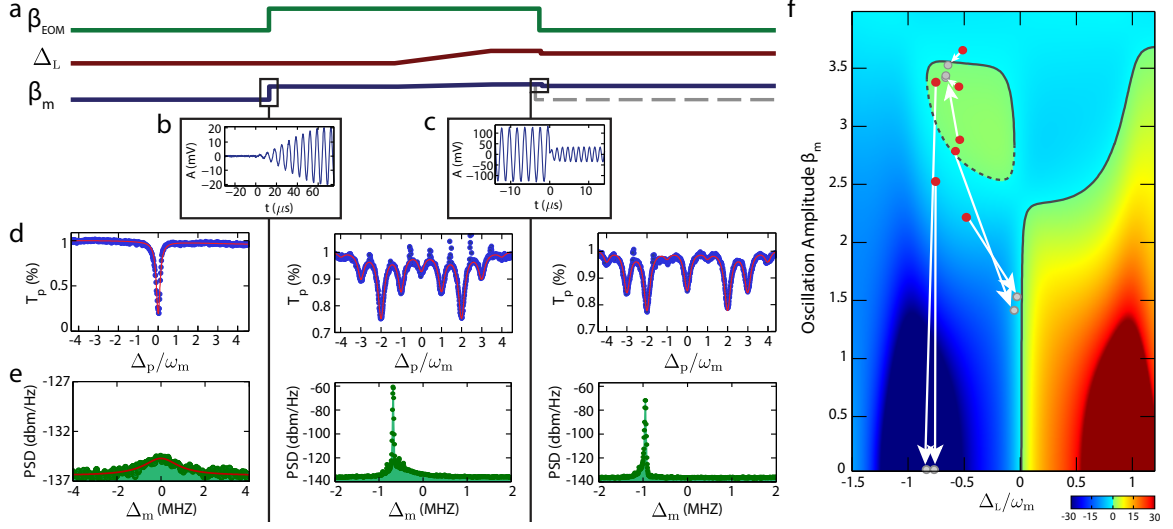 a
β_EOM
Δ_L
β_m
b
A (mV)
20
10
0
−10
−20
−20 0 20 40 60
t (μs)
c
A (mV)
100
50
0
−50
−100
−10 0 10
t (μs)
d
T_p (%)
1
0.5
0
-4 -3 -2 -1 0 1 2 3 4
Δ_p/ω_m
T_p (%)
1
0.9
0.8
0.7
-4 -3 -2 -1 0 1 2 3 4
Δ_p/ω_m
T_p (%)
1
0.9
0.8
0.7
-4 -3 -2 -1 0 1 2 3 4
Δ_p/ω_m
e
PSD (dbm/Hz)
-127
-132
-137
−4 −2 0 2 4
Δ_m (MHZ)
PSD (dbm/Hz)
−60
−80
−100
−120
−140
−2 −1 0 1 2
Δ_m (MHZ)
PSD (dbm/Hz)
−60
−80
−100
−120
−140
−2 −1 0 1 2
Δ_m (MHZ)
f
Oscillation Amplitude β_m
3.5
3
2.5
2
1.5
1
0.5
0
-1.5 -1 -0.5 0 0.5 1
Δ_L/ω_m
-30 -15 0 15 30